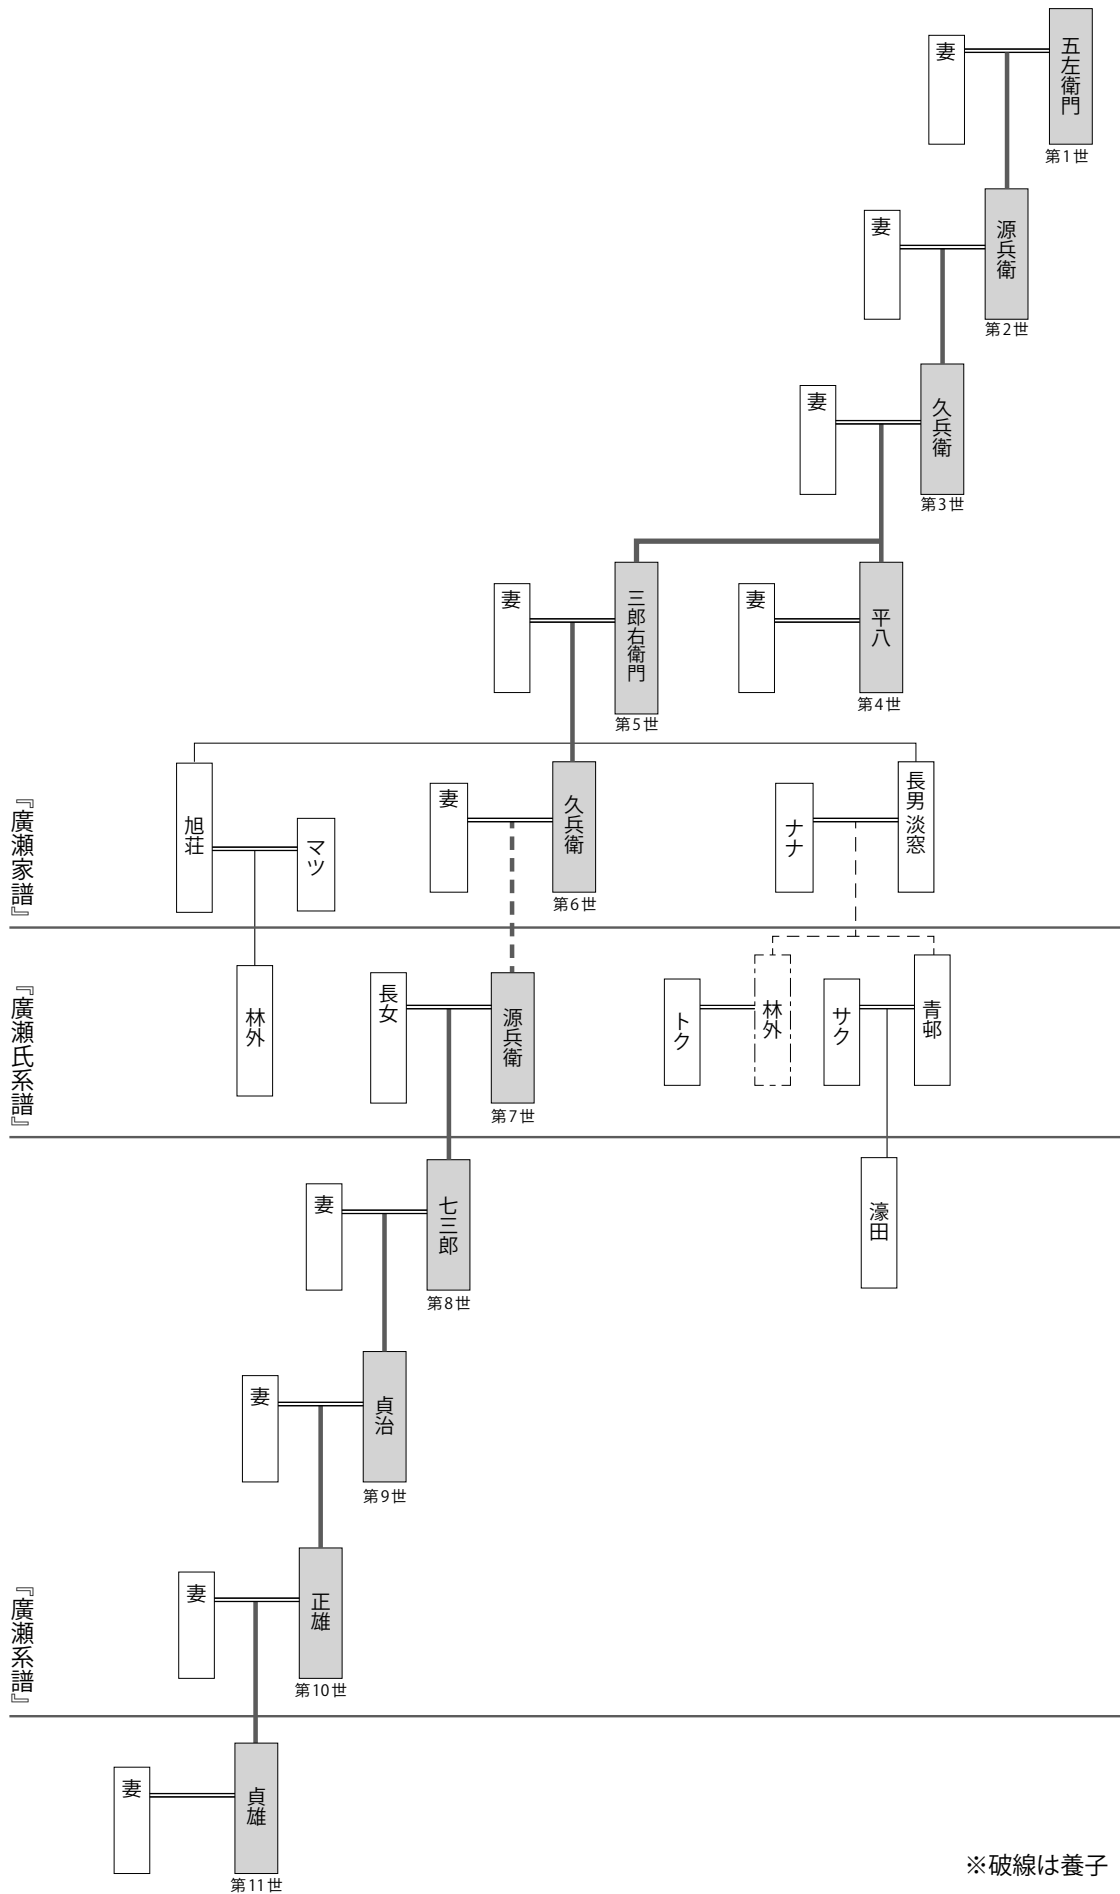 五左衛門
妻
第1世
源兵衛
妻
第2世
久兵衛
妻
第3世
平八
妻
第4世
三郎右衛門
妻
第5世
長男 淡窓
ナナ
久兵衛
妻
第6世
マツ
旭荘
『廣瀬家譜』
青邨
サク
林外
トク
源兵衛
長女
第7世
林外
『廣瀬氏系譜』
濠田
七三郎
妻
第8世
貞治
妻
第9世
正雄
妻
第10世
『廣瀬系譜』
貞雄
妻
第11世
※破線は養子